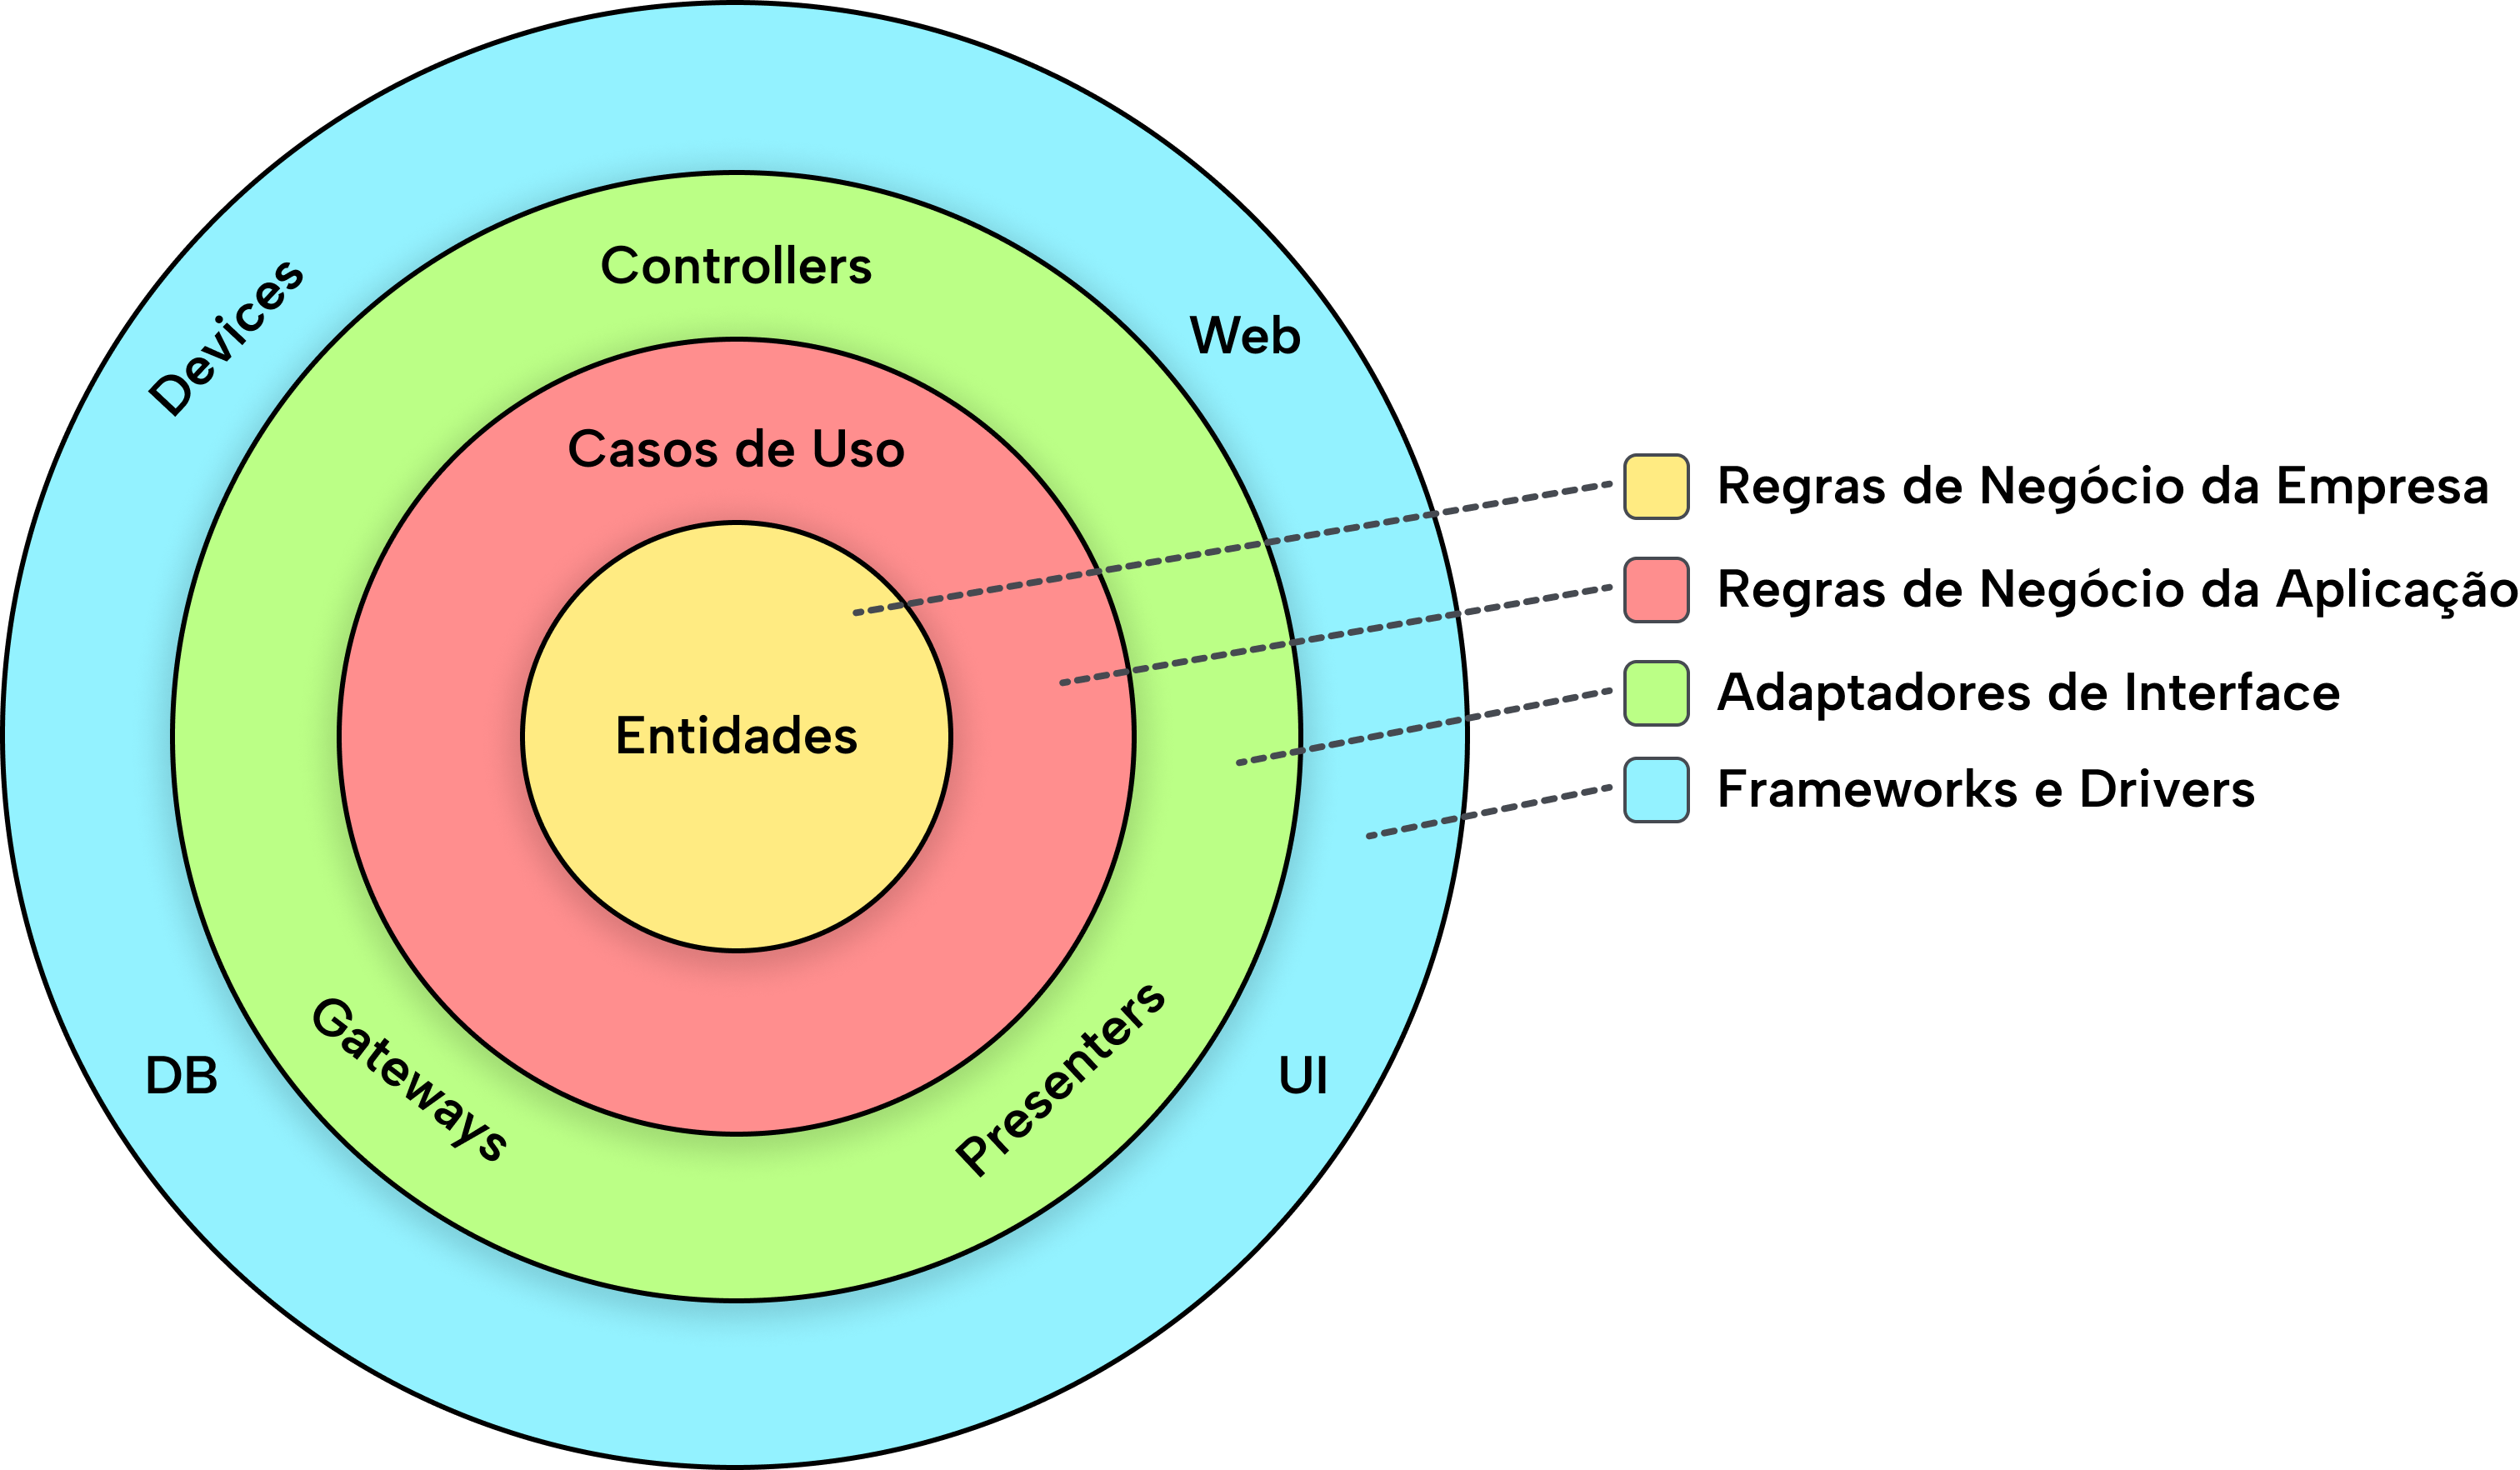 Controllers
Devices
Web
Casos de Uso
Entidades
Gateways
Presenters
DB
UI
Regras de Negócio da Empresa
Regras de Negócio da Aplicação
Adaptadores de Interface
Frameworks e Drivers